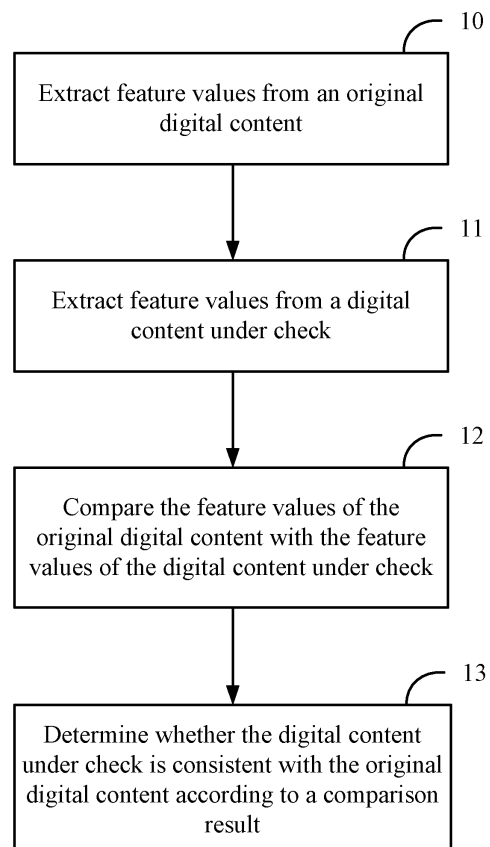 10
Extract feature values from an original
digital content
11
Extract feature values from a digital
content under check
12
Compare the feature values of the
original digital content with the feature
values of the digital content under check
13
Determine whether the digital content
under check is consistent with the original
digital content according to a comparison
result